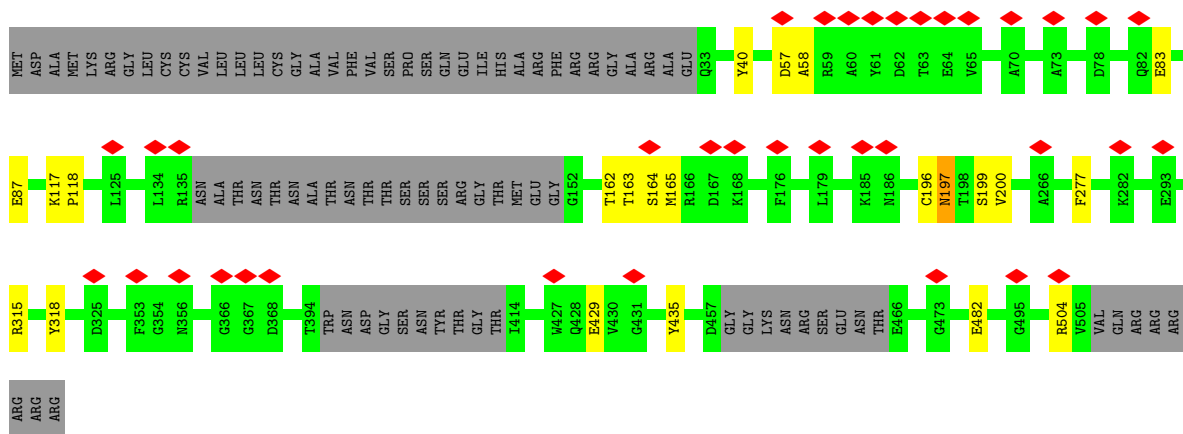 MET ASP ALA MET LYS ARG GLY LEU CYS CYS VAL LEU LEU LEU CYS GLY ALA VAL PHE VAL SER PRO SER GLN GLU ILE HIS ALA ARG PHE ARG ARG GLY ALA ARG ALA GLU Q33 Y40 D57 A58 R59 A60 Y61 D62 T63 E64 V65 A70 A73 D78 Q82 E83
E87 K117 P118 L125 L134 R135 ASN ALA THR ASN THR ASN ALA THR ASN THR THR SER SER SER ARG GLY THR MET GLU GLY G152 T162 T163 S164 M165 R166 D167 K168 F176 L179 K185 N186 C196 N197 T198 S199 V200 A266 F277 K282 E293
R315 Y318 D325 F353 G354 N356 G366 G367 D368 T394 TRP ASN ASP GLY SER ASN TYR THR GLY THR I414 W427 Q428 E429 V430 G431 Y435 D457 GLY GLY LYS ASN ARG SER GLU ASN THR E466 G473 E482 G495 R504 V505 VAL GLN ARG ARG ARG
ARG ARG ARG